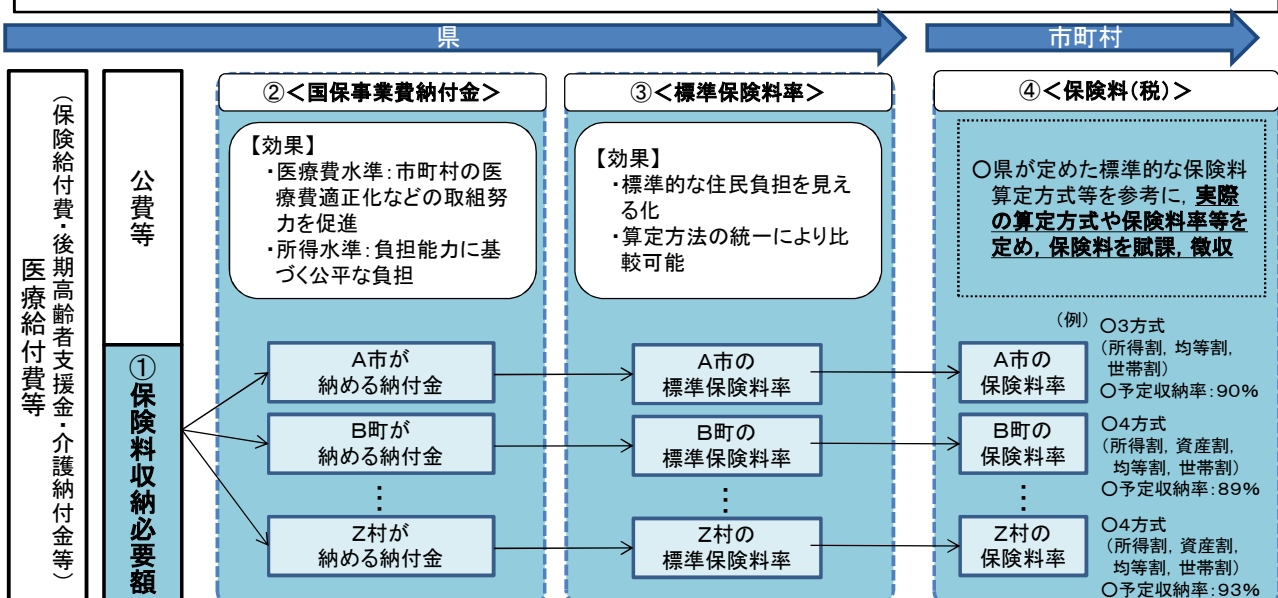 県
市町村
医療給付費等
(保険給付費・後期高齢者支援金・介護納付金等)
公費等
①保険料収納必要額
②<国保事業費納付金>
【効果】
・医療費水準:市町村の医
療費適正化などの取組努
力を促進
・所得水準:負担能力に基
づく公平な負担
A市が
納める納付金
B町が
納める納付金
⋮
Z村が
納める納付金
③<標準保険料率>
【効果】
・標準的な住民負担を見え
る化
・算定方法の統一により比
較可能
A市の
標準保険料率
B町の
標準保険料率
⋮
Z村の
標準保険料率
④<保険料(税)>
○県が定めた標準的な保険料
算定方式等を参考に, 実際
の算定方式や保険料率等を
定め, 保険料を賦課, 徴収
(例)
A市の
保険料率
○3方式
(所得割, 均等割,
世帯割)
○予定収納率:90%
B町の
保険料率
○4方式
(所得割, 資産割,
均等割, 世帯割)
○予定収納率:89%
⋮
Z村の
保険料率
○4方式
(所得割, 資産割,
均等割, 世帯割)
○予定収納率:93%